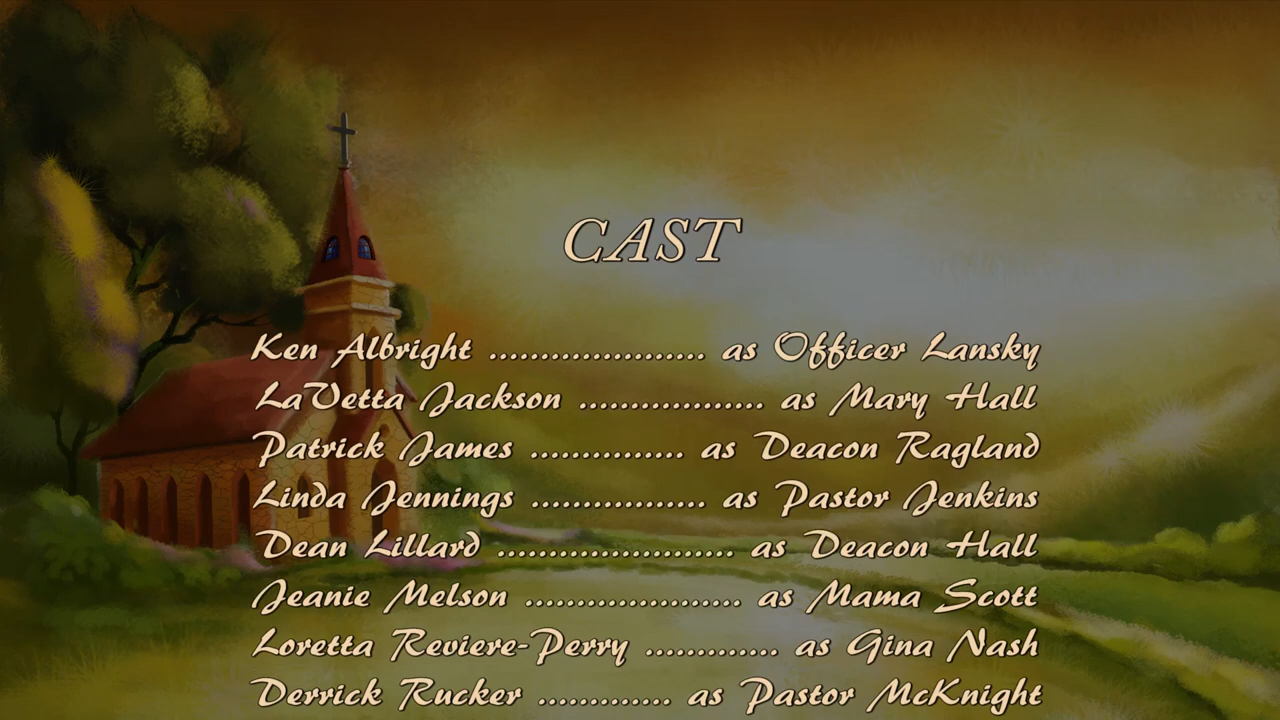 CAST
Ken Albright ..................... as Officer Lansky
LaVetta Jackson .................. as Mary Hall
Patrick James ............... as Deacon Ragland
Linda Jennings ................. as Pastor Jenkins
Dean Lillard ....................... as Deacon Hall
Jeanie Melson ..................... as Mama Scott
Loretta Reviere-Perry ............. as Gina Nash
Derrick Rucker ............. as Pastor McKnight